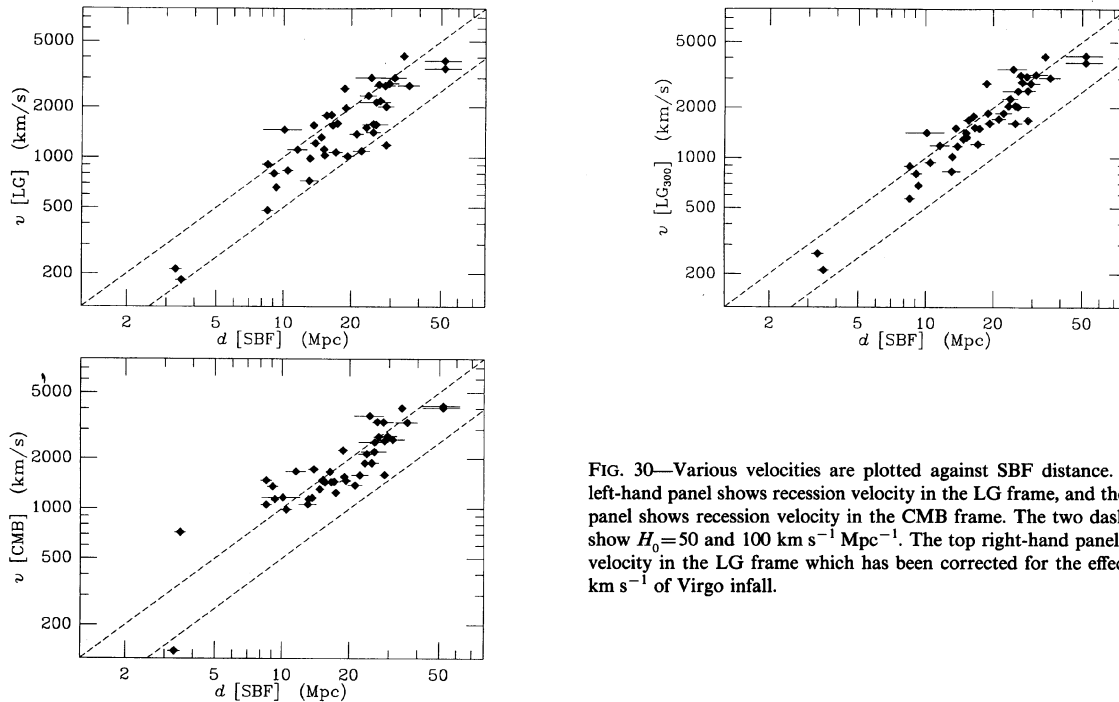 5000
2000
1000
500
200
v [LG] (km/s)
2 5 10 20 50
d [SBF] (Mpc)
5000
2000
1000
500
200
v [LG300] (km/s)
2 5 10 20 50
d [SBF] (Mpc)
5000
2000
1000
500
200
v [CMB] (km/s)
2 5 10 20 50
d [SBF] (Mpc)
FIG. 30—Various velocities are plotted against SBF distance.
left-hand panel shows recession velocity in the LG frame, and the
panel shows recession velocity in the CMB frame. The two dash
show H0=50 and 100 km s−1 Mpc−1. The top right-hand panel
velocity in the LG frame which has been corrected for the effec
km s−1 of Virgo infall.